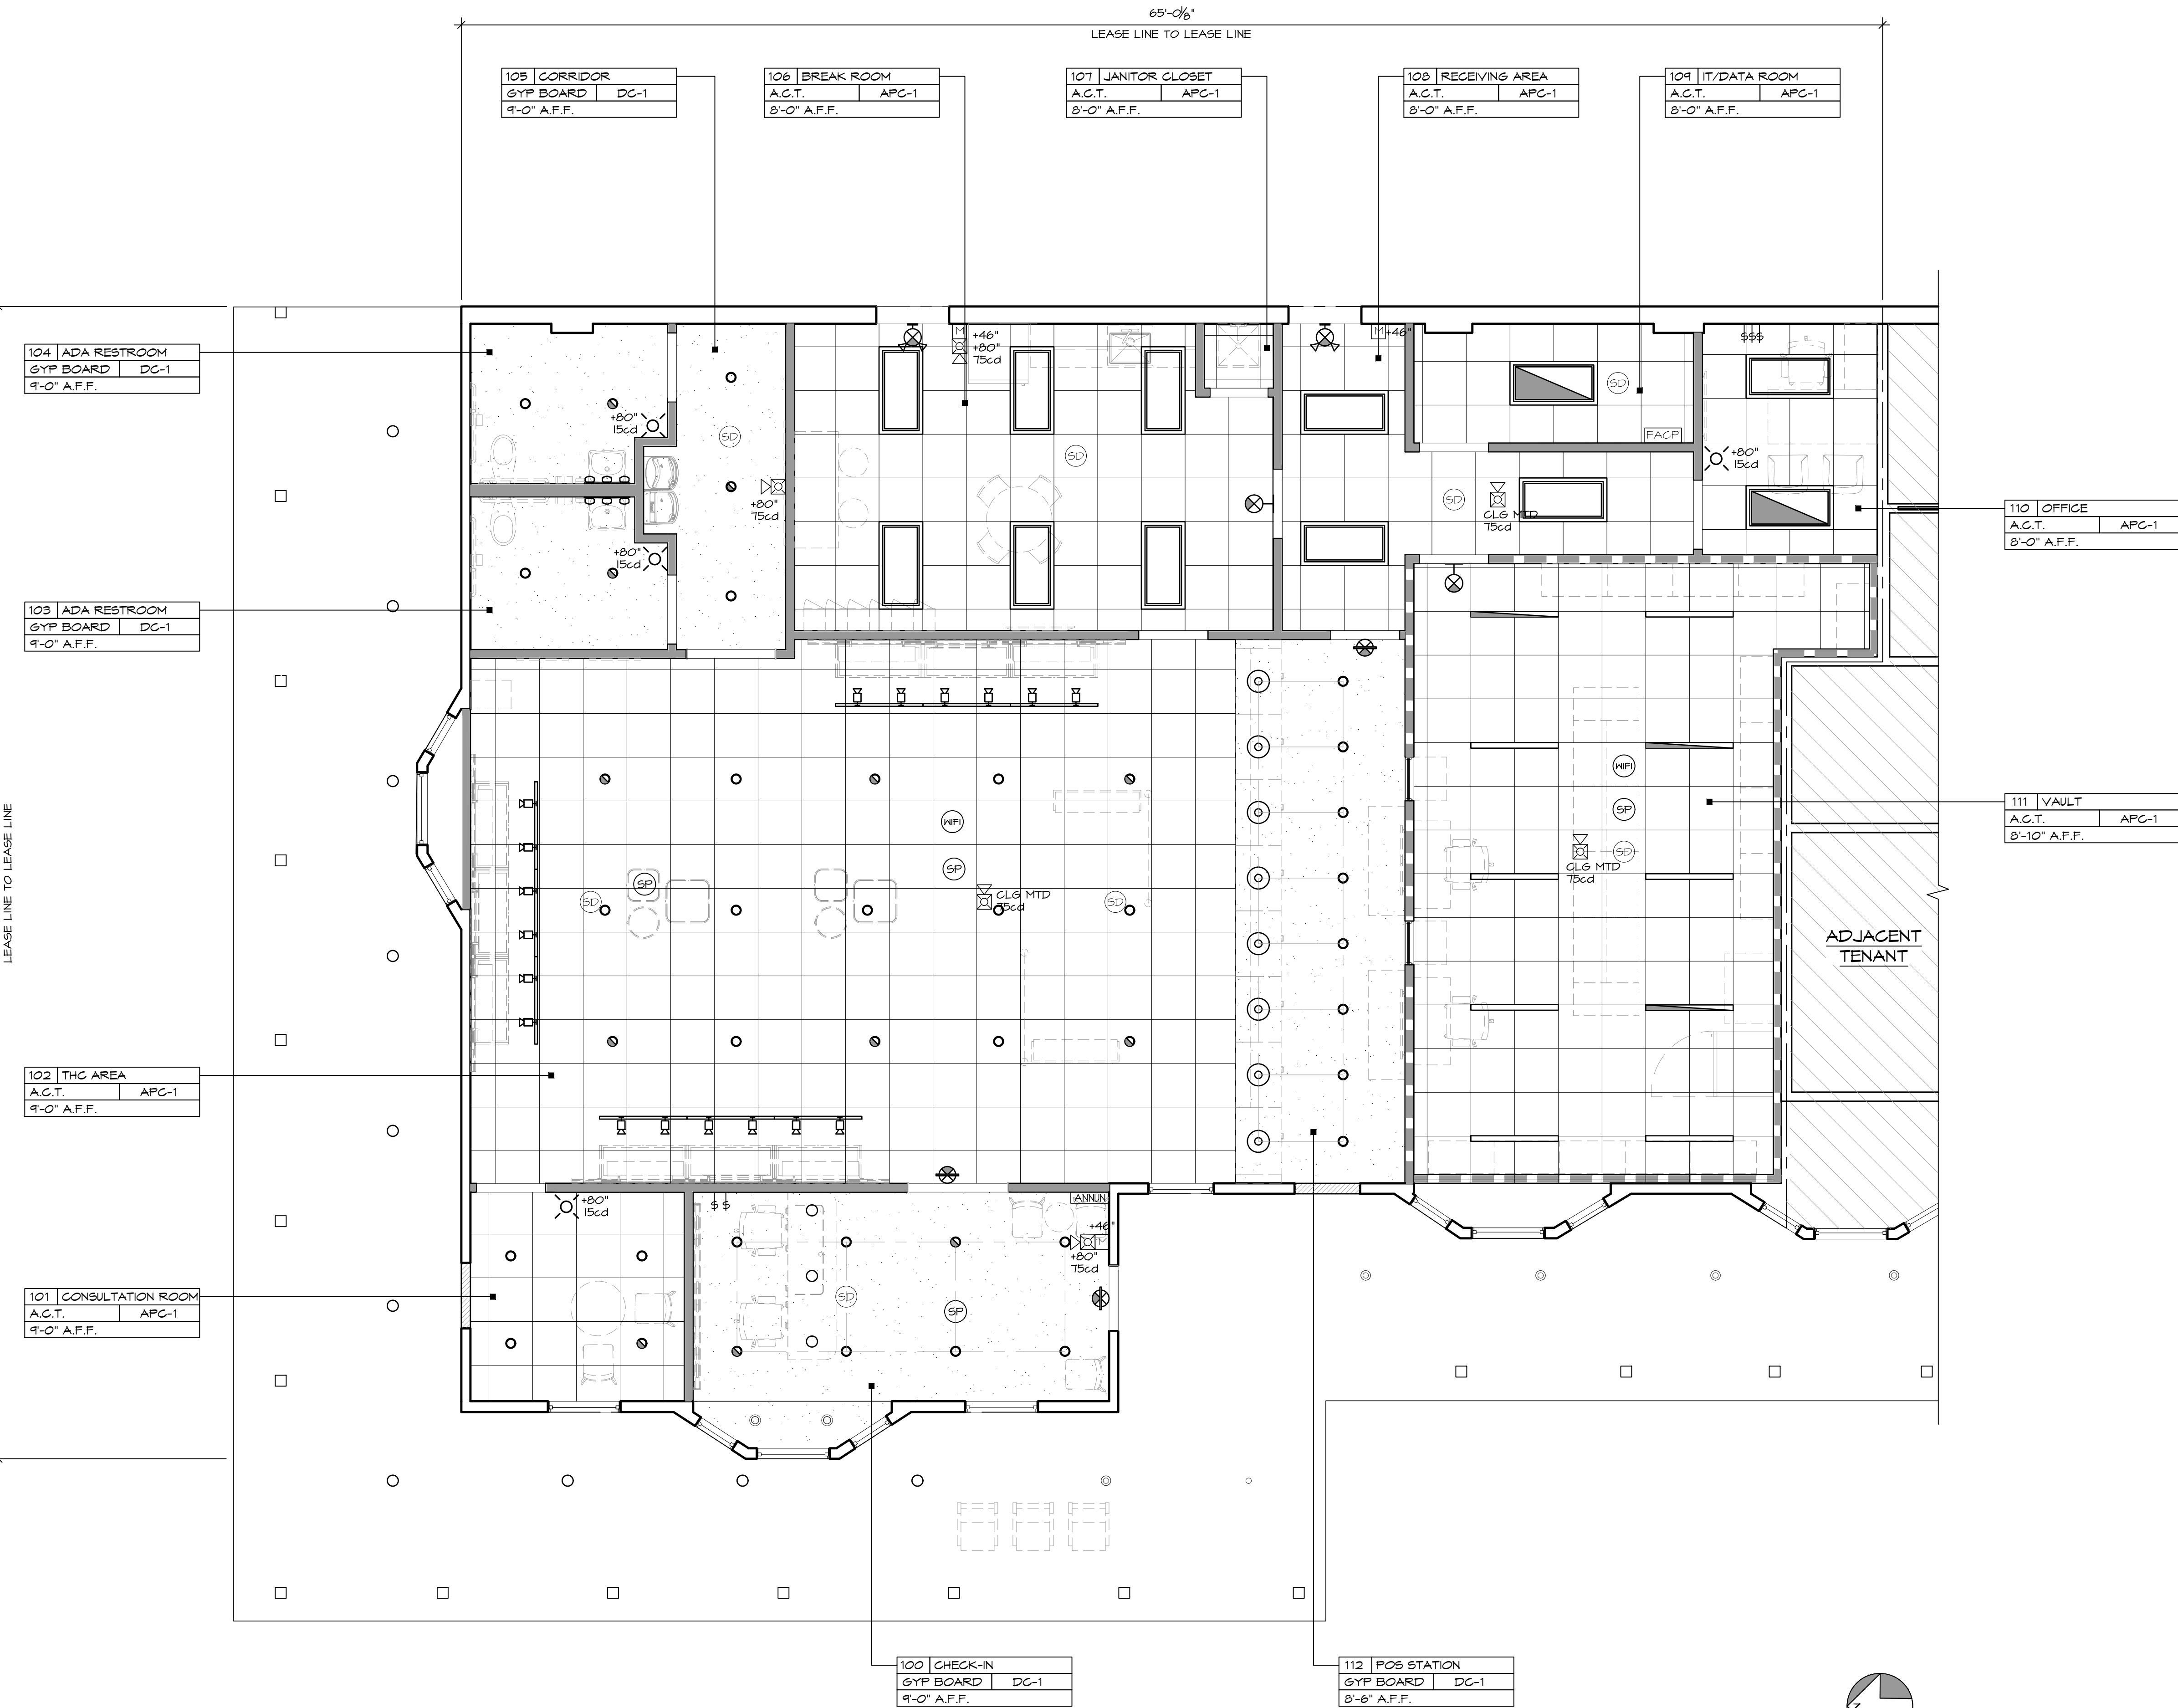 65'-0⅛"
LEASE LINE TO LEASE LINE
105 CORRIDOR
GYP BOARD DC-1
9'-0" A.F.F.
106 BREAK ROOM
A.C.T. APC-1
8'-0" A.F.F.
107 JANITOR CLOSET
A.C.T. APC-1
8'-0" A.F.F.
108 RECEIVING AREA
A.C.T. APC-1
8'-0" A.F.F.
109 IT/DATA ROOM
A.C.T. APC-1
8'-0" A.F.F.
104 ADA RESTROOM
GYP BOARD DC-1
9'-0" A.F.F.
M
+46"
+80"
75cd
M +46"
$$$
SD
FACP
+80"
15cd
SD
SD
+80"
15cd
+80"
75cd
SD
CLG MTD
75cd
110 OFFICE
A.C.T. APC-1
8'-0" A.F.F.
+80"
15cd
103 ADA RESTROOM
GYP BOARD DC-1
9'-0" A.F.F.
WIFI
SP
SD
CLG MTD
75cd
111 VAULT
A.C.T. APC-1
8'-10" A.F.F.
WIFI
SP
SP
SD
CLG MTD
75cd
SD
LEASE LINE TO LEASE LINE
ADJACENT
TENANT
102 THC AREA
A.C.T. APC-1
9'-0" A.F.F.
+80"
15cd
$ $
ANNUN
+46"
M
+80"
75cd
SD
SP
101 CONSULTATION ROOM
A.C.T. APC-1
9'-0" A.F.F.
100 CHECK-IN
GYP BOARD DC-1
9'-0" A.F.F.
112 POS STATION
GYP BOARD DC-1
8'-6" A.F.F.